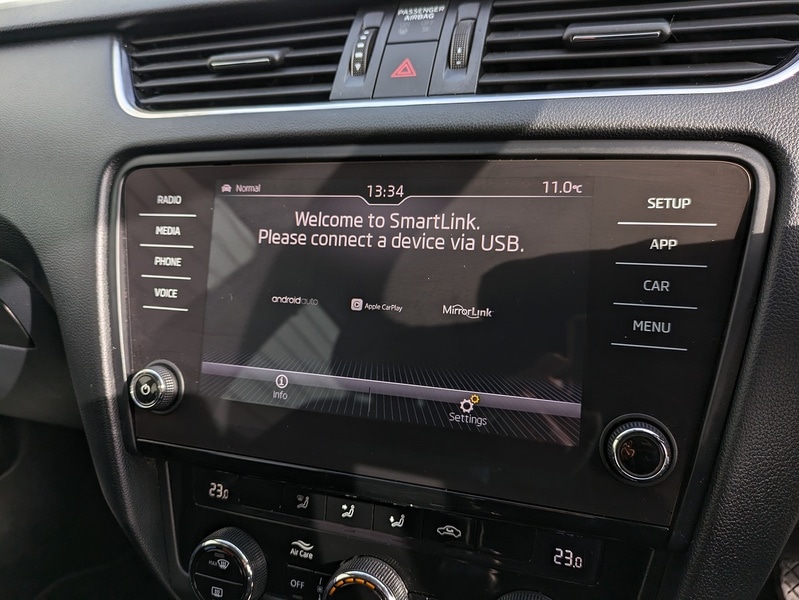 PASSENGER
AIRBAG
RADIO
MEDIA
PHONE
VOICE
Normal
13:34
11.0°C
Welcome to SmartLink.
Please connect a device via USB.
androidauto
Apple CarPlay
MirrorLink
Info
Settings
SETUP
APP
CAR
MENU
23.0
23.0
Air Care
MAX
OFF